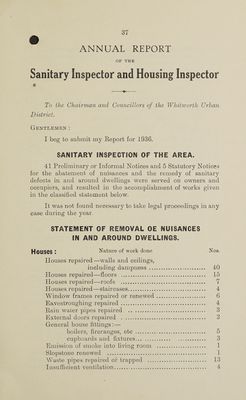 37
ANNUAL REPORT
OF THE
Sanitary Inspector and Housing Inspector
To the Chairman and Councillors of the Whitworth Urban
District.
GENTLEMEN :
I beg to submit my Report for 1936.
SANITARY INSPECTION OF THE AREA.
41 Preliminary or Informal Notices and 5 Statutory Notices
for the abatement of nuisances and the remedy of sanitary
defects in and around dwellings were served on owners and
occupiers, and resulted in the accomplishment of works given
in the classified statement below.
It was not found necessary to take legal proceedings in any
case during the year
STATEMENT OF REMOVAL OE NUISANCES
IN AND AROUND DWELLINGS.
Houses : Nature of work done Nos.
Houses repaired—walls and ceilings,
including dampness ........ 40
Houses repaired—floors ........ 15
Houses repaired—roofs ........ 7
Houses repaired—staircases ........ 4
Window frames repaired or renewed ........ 6
Eavestroughing repaired ........ 4
Rain water pipes repaired ........ 3
External doors repaired ........ 2
General house fittings :—
boilers, fireranges, etc ........ 5
cupboards and fixtures ........ 3
Emission of smoke into living room ........ 1
Slopstone renewed ........ 1
Waste pipes repaired or trapped ........ 13
Insufficient ventilation ........ 4